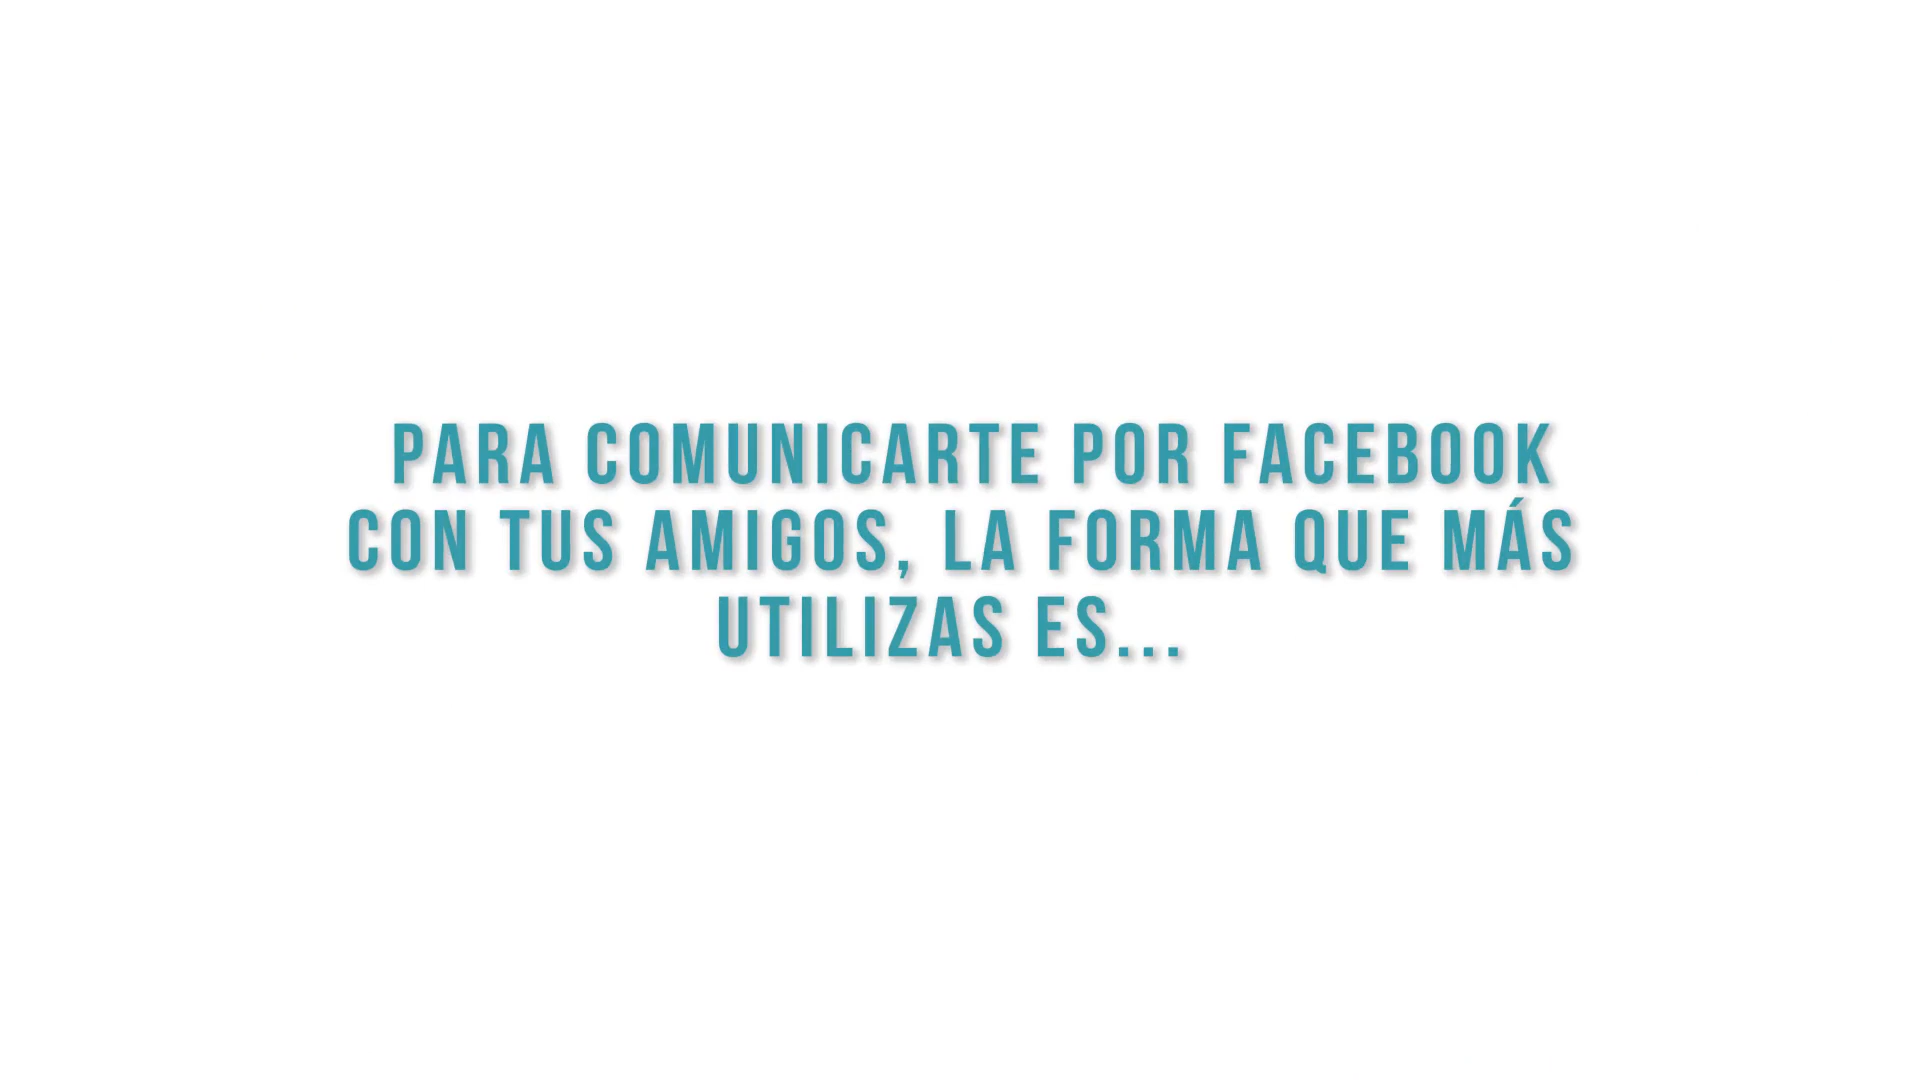 PARA COMUNICARTE POR FACEBOOK
CON TUS AMIGOS, LA FORMA QUE MÁS
UTILIZAS ES...